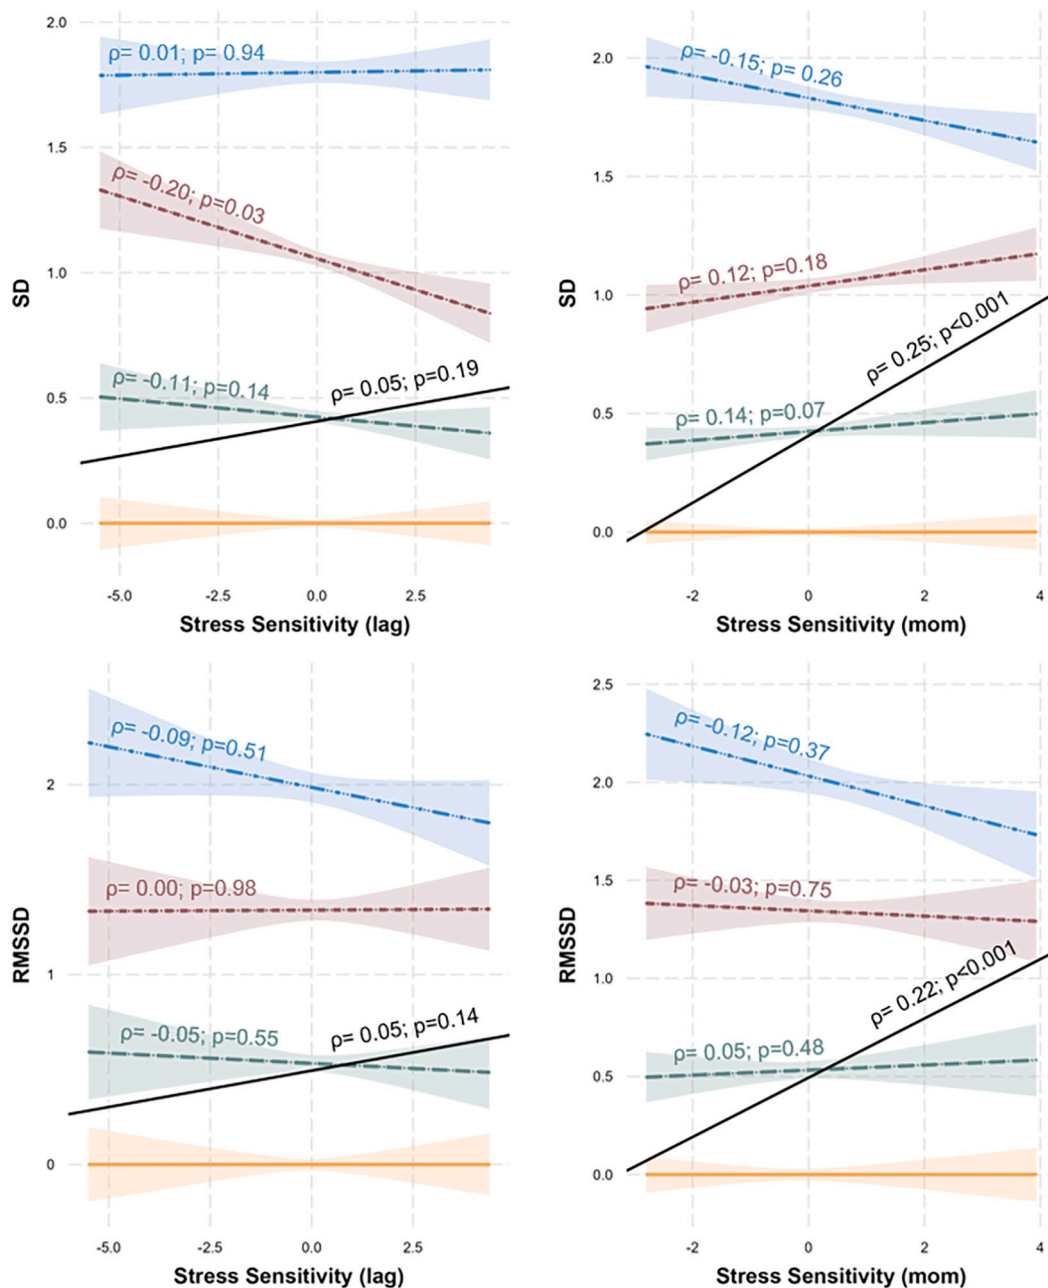 2.0
ρ= 0.01; p= 0.94
1.5
ρ= -0.20; p=0.03
1.0
SD
ρ= -0.11; p=0.14
ρ= 0.05; p=0.19
0.5
0.0
-5.0
-2.5
0.0
2.5
Stress Sensitivity (lag)
2.0
ρ= -0.15; p= 0.26
1.5
ρ= 0.12; p=0.18
1.0
SD
ρ= 0.25; p<0.001
0.5
ρ= 0.14; p=0.07
0.0
-2
0
2
4
Stress Sensitivity (mom)
ρ= -0.09; p=0.51
2
ρ= 0.00; p=0.98
RMSSD
1
ρ= -0.05; p=0.55
ρ= 0.05; p=0.14
0
-5.0
-2.5
0.0
2.5
Stress Sensitivity (lag)
2.5
ρ= -0.12; p=0.37
2.0
1.5
ρ= -0.03; p=0.75
RMSSD
1.0
ρ= 0.22; p<0.001
ρ= 0.05; p=0.48
0.5
0.0
-2
0
2
4
Stress Sensitivity (mom)